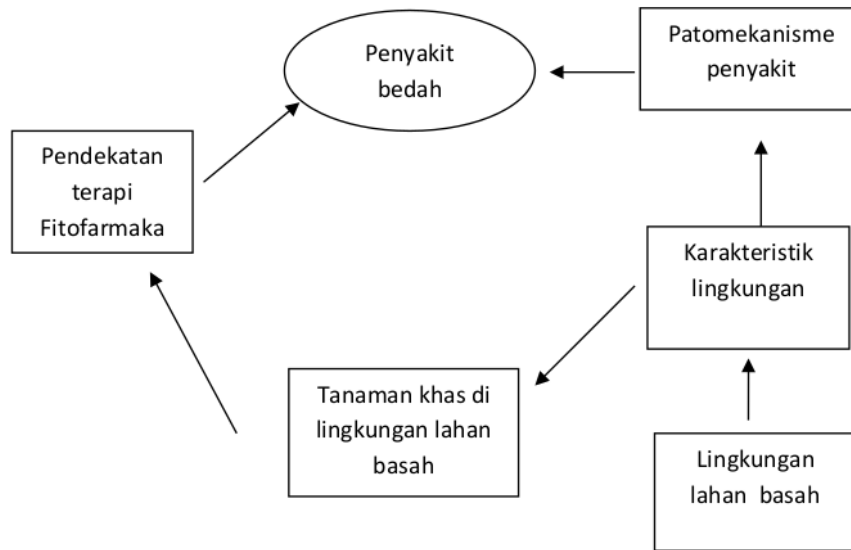 Penyakit
bedah
Patomekanisme
penyakit
Pendekatan
terapi
Fitofarmaka
Karakteristik
lingkungan
Tanaman khas di
lingkungan lahan
basah
Lingkungan
lahan basah